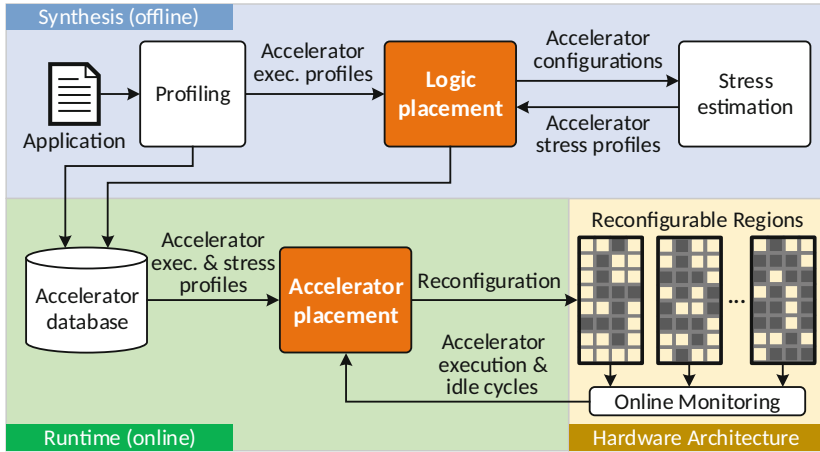 Synthesis (offline)
Application
Profiling
Accelerator
exec. profiles
Logic
placement
Accelerator
configurations
Accelerator
stress profiles
Stress
estimation
Accelerator
database
Accelerator
exec. & stress
profiles
Accelerator
placement
Reconfiguration
Accelerator
execution &
idle cycles
Runtime (online)
Reconfigurable Regions
...
Online Monitoring
Hardware Architecture